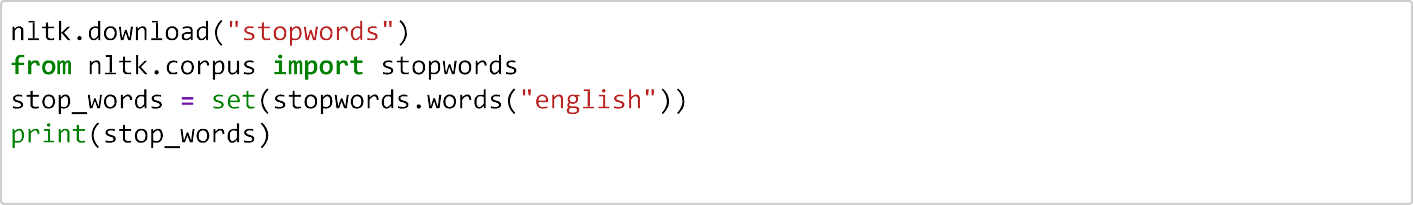 nltk.download("stopwords")
from nltk.corpus import stopwords
stop_words = set(stopwords.words("english"))
print(stop_words)